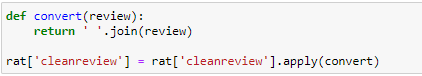 def convert(review):
    return ' '.join(review)
rat['cleanreview'] = rat['cleanreview'].apply(convert)